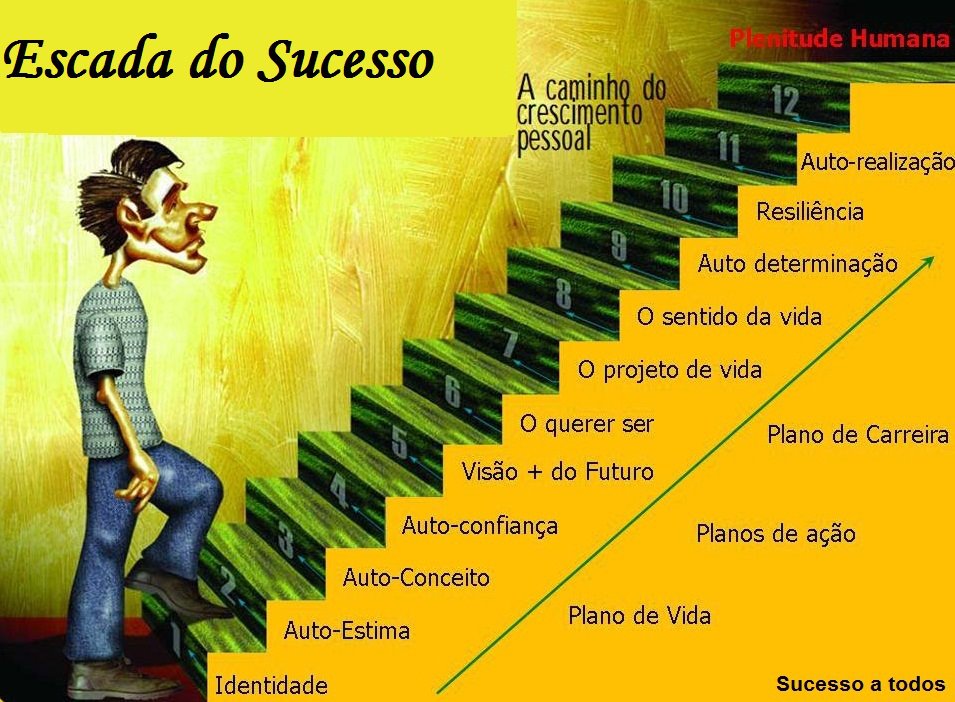 Escada do Sucesso
A caminho do
crescimento
pessoal
Plenitude Humana
12
11
Auto-realização
10
Resiliência
9
Auto determinação
8
O sentido da vida
7
O projeto de vida
6
O querer ser
5
Visão + do Futuro
4
Auto-confiança
3
Auto-Conceito
2
Auto-Estima
1
Identidade
Plano de Carreira
Planos de ação
Plano de Vida
Sucesso a todos